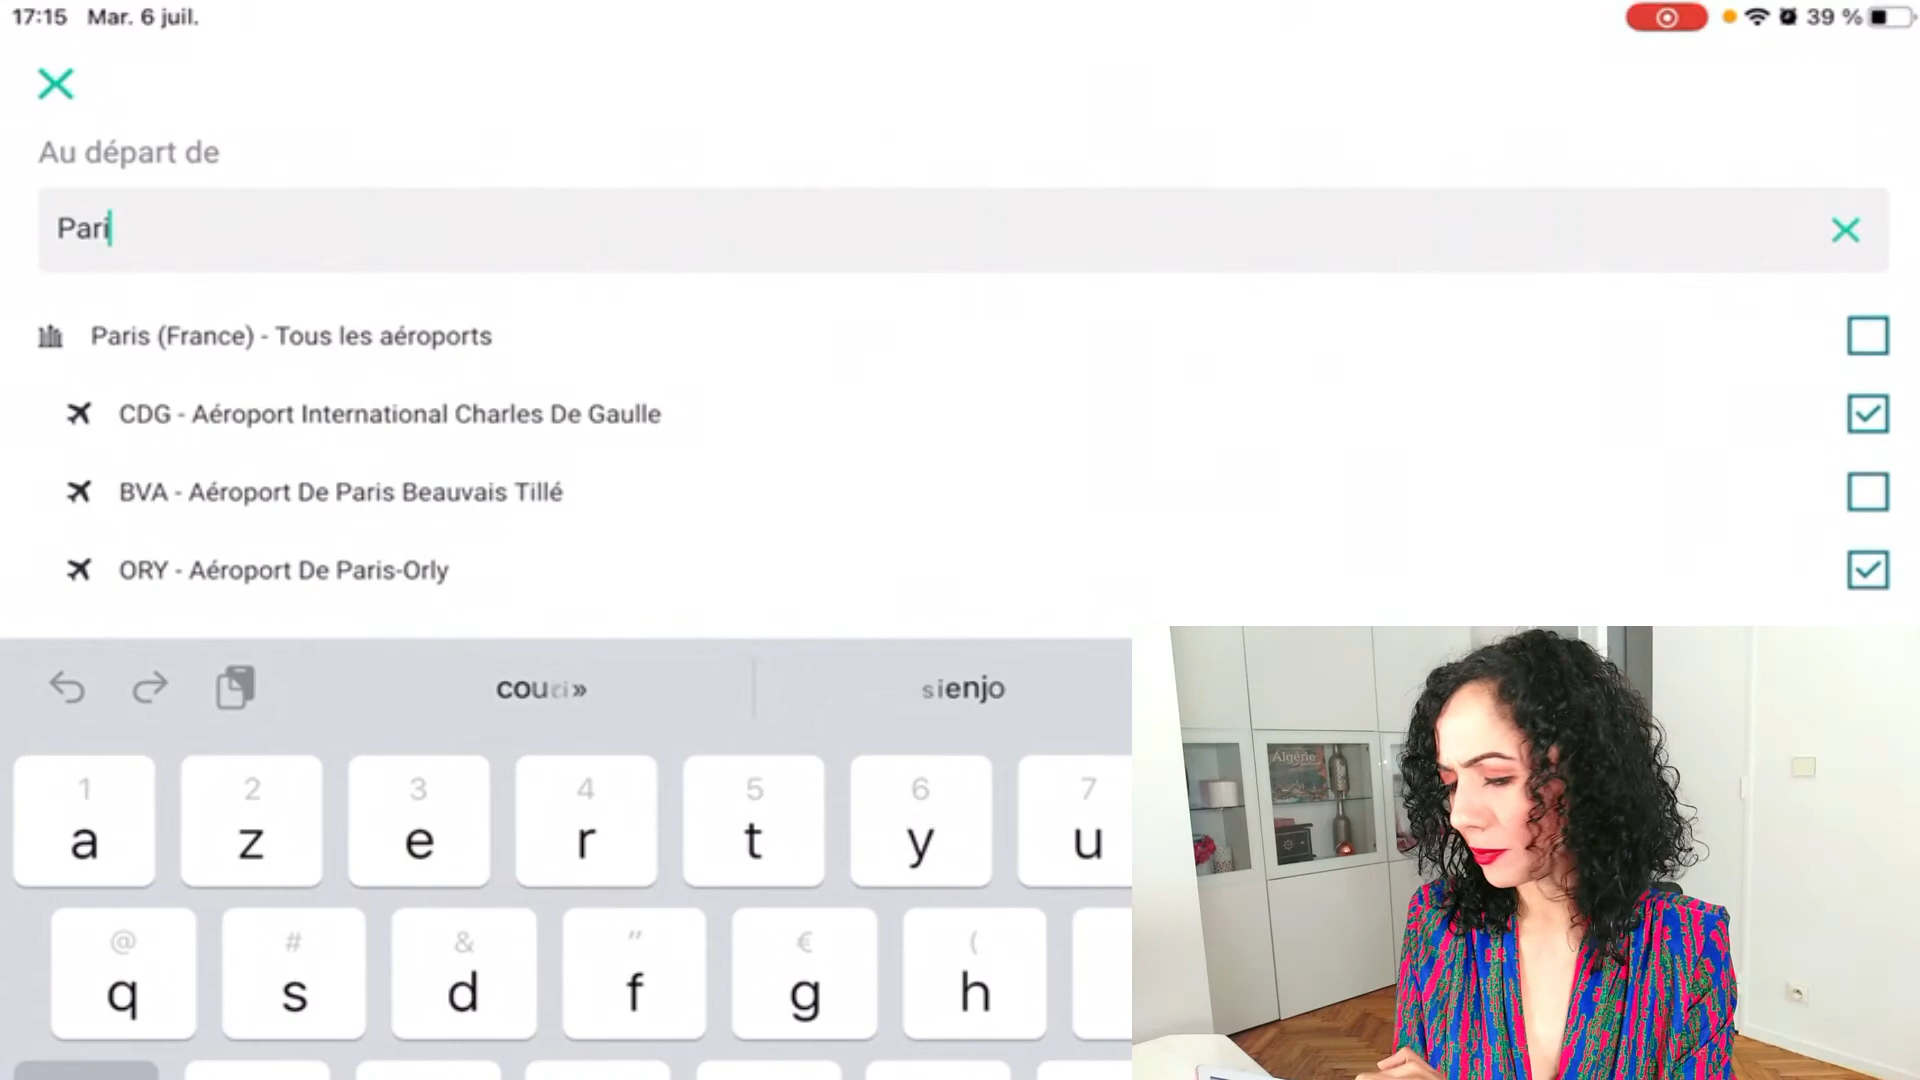 17:15 Mar. 6 juil.
39 %
Au départ de
Pari
Paris (France) - Tous les aéroports
CDG - Aéroport International Charles De Gaulle
BVA - Aéroport De Paris Beauvais Tillé
ORY - Aéroport De Paris-Orly
sienjo
1 2 3 4 5 6 7
a z e r t y u
@ # & " € (
q s d f g h
Algérie